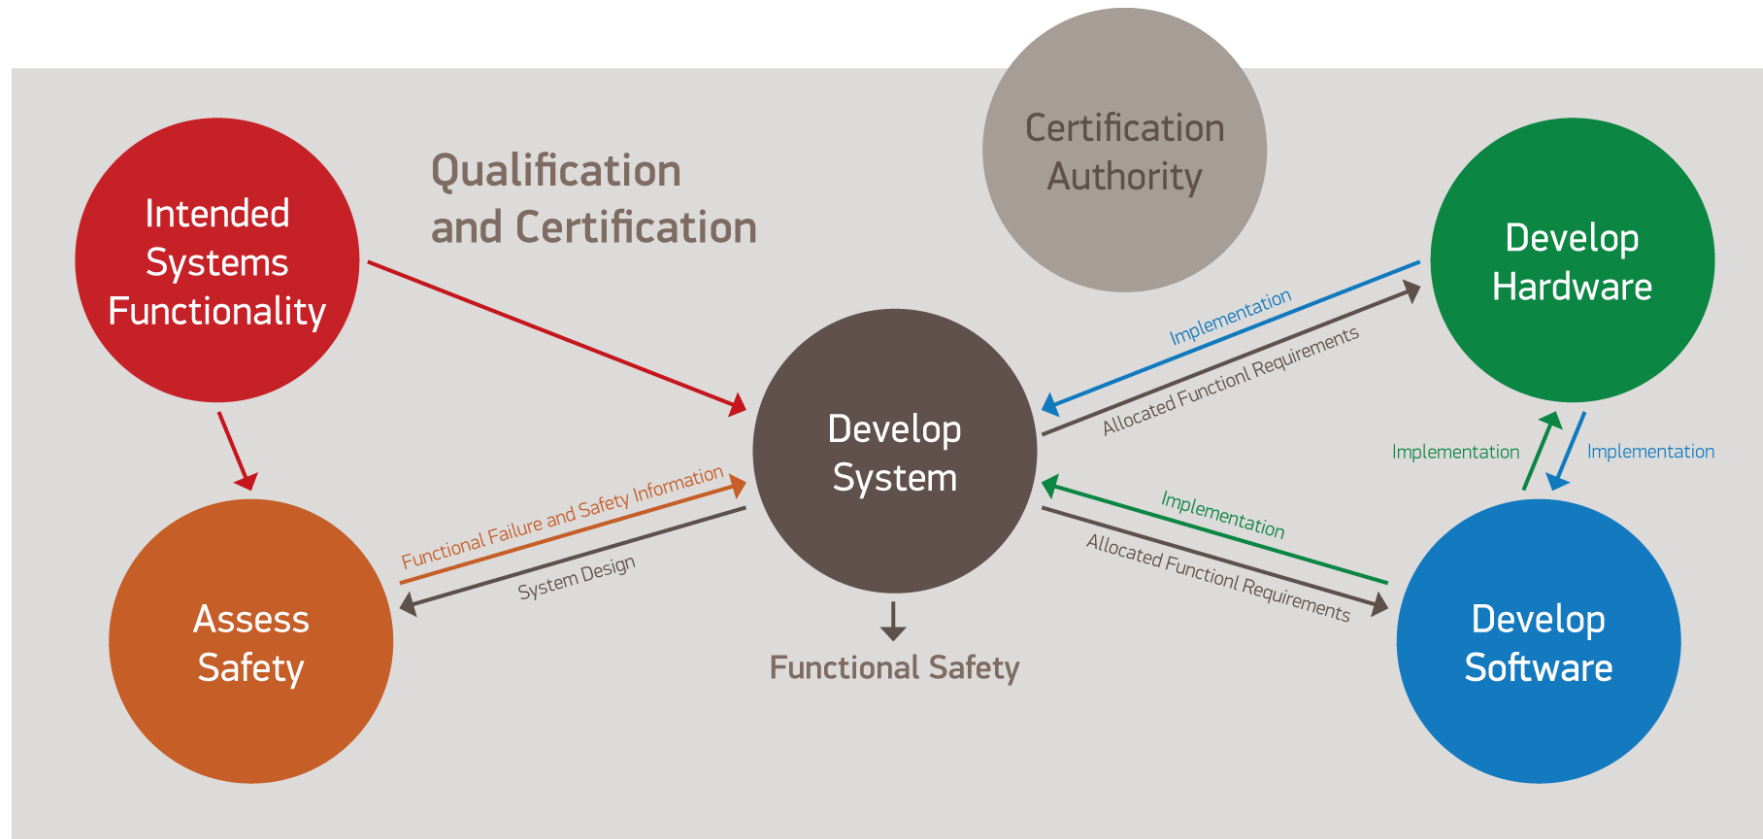 Certification
Authority
Qualification
and Certification
Intended
Systems
Functionality
Develop
Hardware
Implementation
Allocated Functionl Requirements
Develop
System
Implementation
Implementation
Functional Failure and Safety Information
System Design
Implementation
Allocated Functionl Requirements
Assess
Safety
Functional Safety
Develop
Software